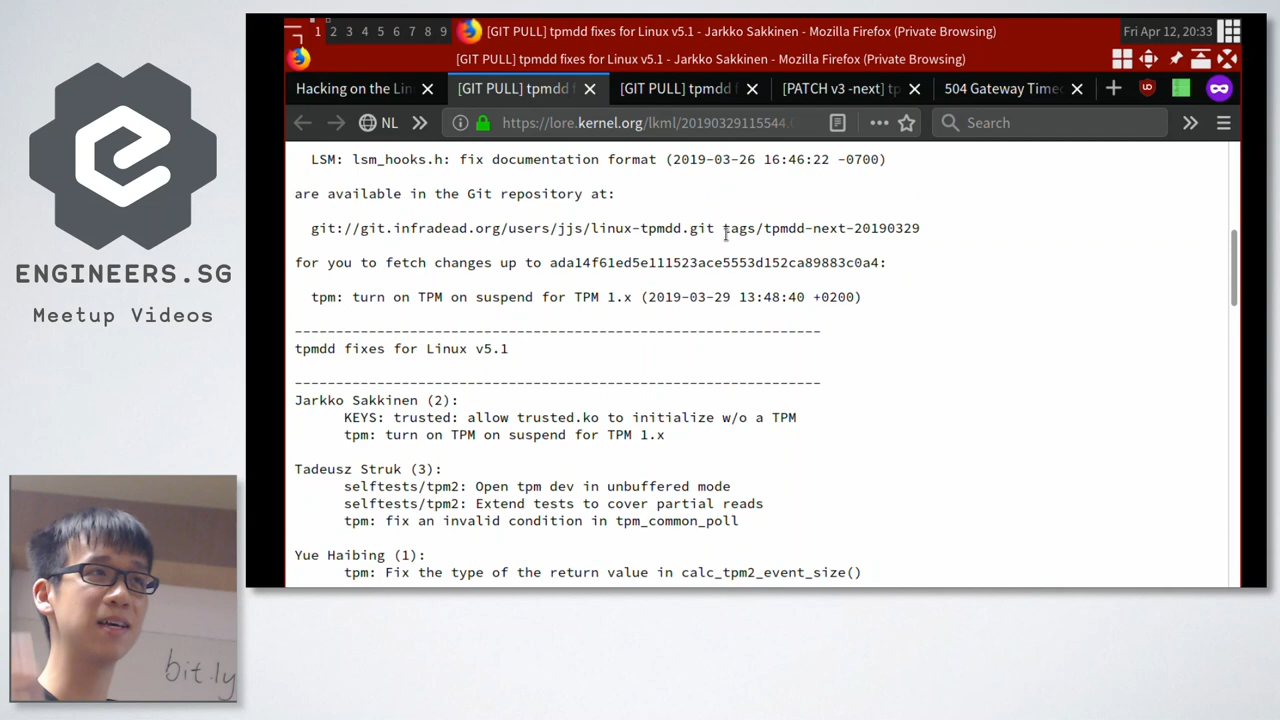 1 2 3 4 5 6 7 8 9 [GIT PULL] tpmdd fixes for Linux v5.1 - Jarkko Sakkinen - Mozilla Firefox (Private Browsing) Fri Apr 12, 20:33
[GIT PULL] tpmdd fixes for Linux v5.1 - Jarkko Sakkinen - Mozilla Firefox (Private Browsing)
Hacking on the Lin [GIT PULL] tpmdd f [GIT PULL] tpmdd f [PATCH v3 -next] tp 504 Gateway Time
NL https://lore.kernel.org/lkml/20190329115544. Search
LSM: lsm_hooks.h: fix documentation format (2019-03-26 16:46:22 -0700)
are available in the Git repository at:
git://git.infradead.org/users/jjs/linux-tpmdd.git tags/tpmdd-next-20190329
for you to fetch changes up to ada14f61ed5e111523ace5553d152ca89883c0a4:
tpm: turn on TPM on suspend for TPM 1.x (2019-03-29 13:48:40 +0200)
----------------------------------------------------------------
tpmdd fixes for Linux v5.1
----------------------------------------------------------------
Jarkko Sakkinen (2):
KEYS: trusted: allow trusted.ko to initialize w/o a TPM
tpm: turn on TPM on suspend for TPM 1.x
Tadeusz Struk (3):
selftests/tpm2: Open tpm dev in unbuffered mode
selftests/tpm2: Extend tests to cover partial reads
tpm: fix an invalid condition in tpm_common_poll
Yue Haibing (1):
tpm: Fix the type of the return value in calc_tpm2_event_size()
ENGINEERS.SG
Meetup Videos
bit.ly